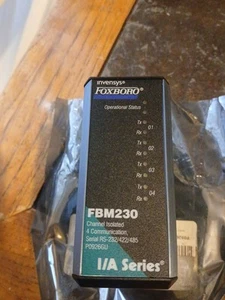 invensys®
FOXBORO®
Operational Status
Tx
01
Rx
Tx
02
Rx
Tx
03
Rx
Tx
04
Rx
FBM230
Channel Isolated
4 Communication,
Serial RS-232/422/485
P0926GU
I/A Series®